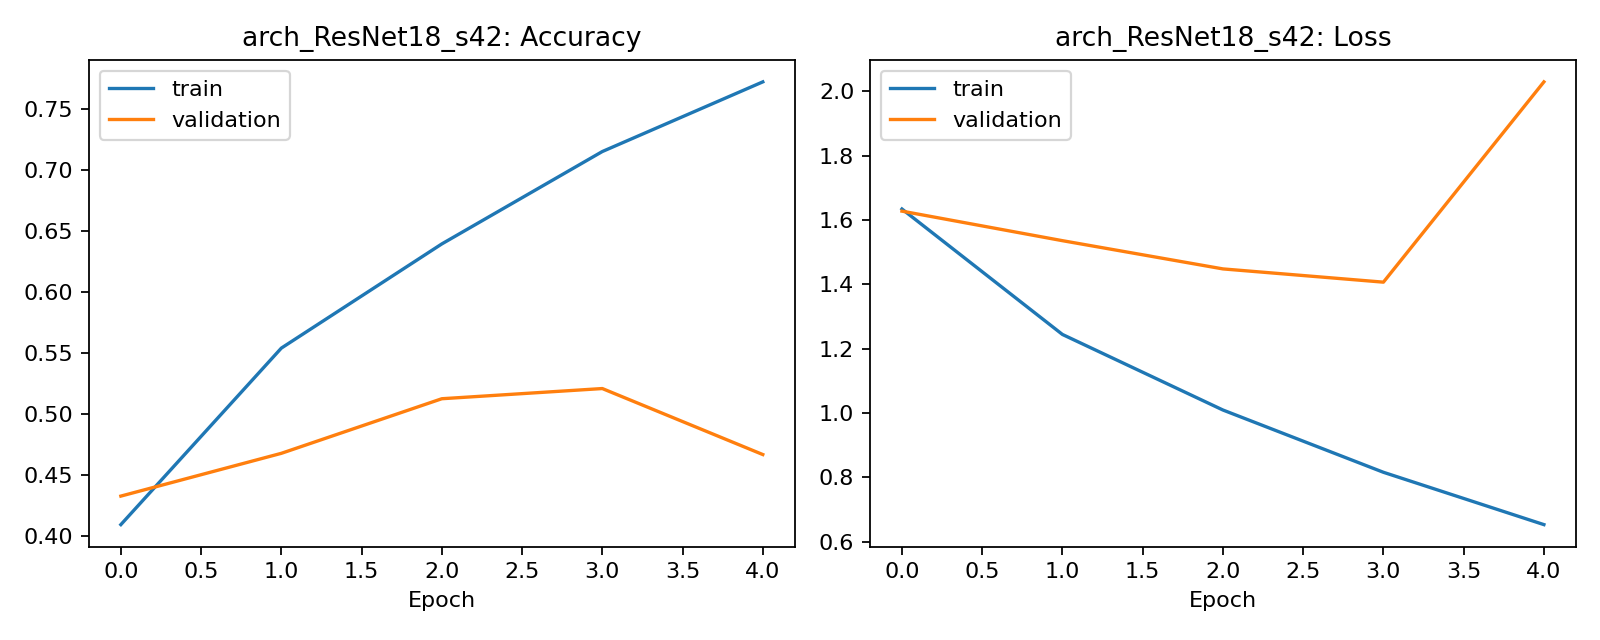 arch_ResNet18_s42: Accuracy
train
validation
0.75
0.70
0.65
0.60
0.55
0.50
0.45
0.40
0.0 0.5 1.0 1.5 2.0 2.5 3.0 3.5 4.0
Epoch
arch_ResNet18_s42: Loss
train
validation
2.0
1.8
1.6
1.4
1.2
1.0
0.8
0.6
0.0 0.5 1.0 1.5 2.0 2.5 3.0 3.5 4.0
Epoch